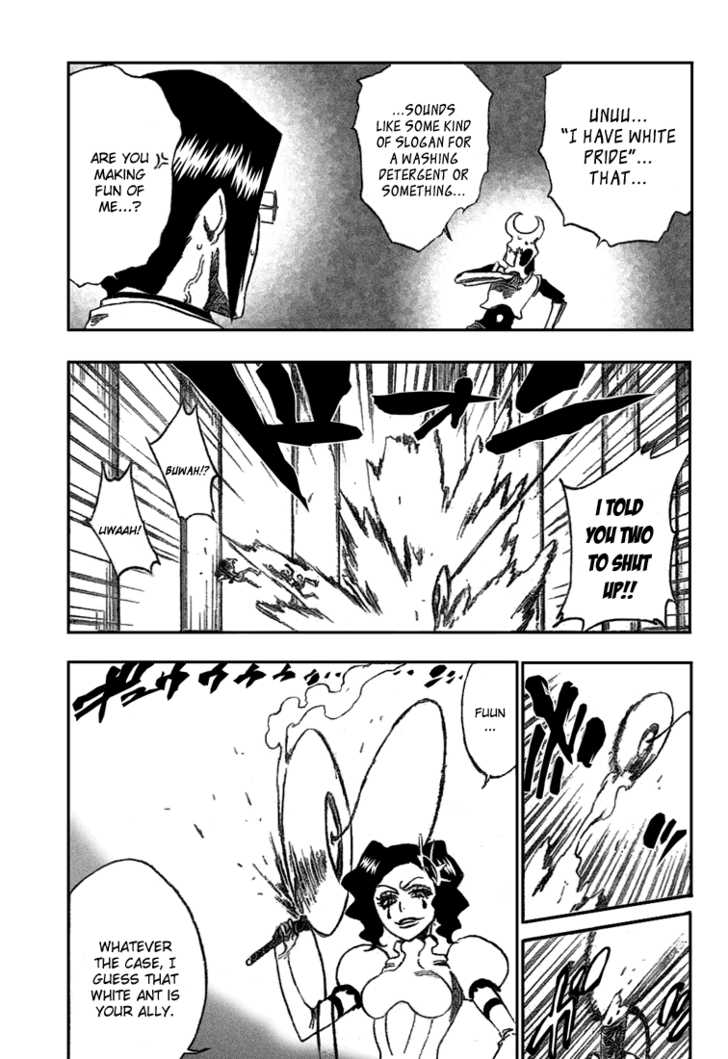 UNUU...
"I HAVE WHITE
PRIDE"...
THAT...
...SOUNDS
LIKE SOME KIND
OF SLOGAN FOR
A WASHING
DETERGENT OR
SOMETHING...
ARE YOU
MAKING
FUN OF
ME...?
I TOLD
YOU TWO
TO SHUT
UP!!
BUWAH!?
UWAAH!
FUUN
...
WHATEVER
THE CASE, I
GUESS THAT
WHITE ANT IS
YOUR ALLY.